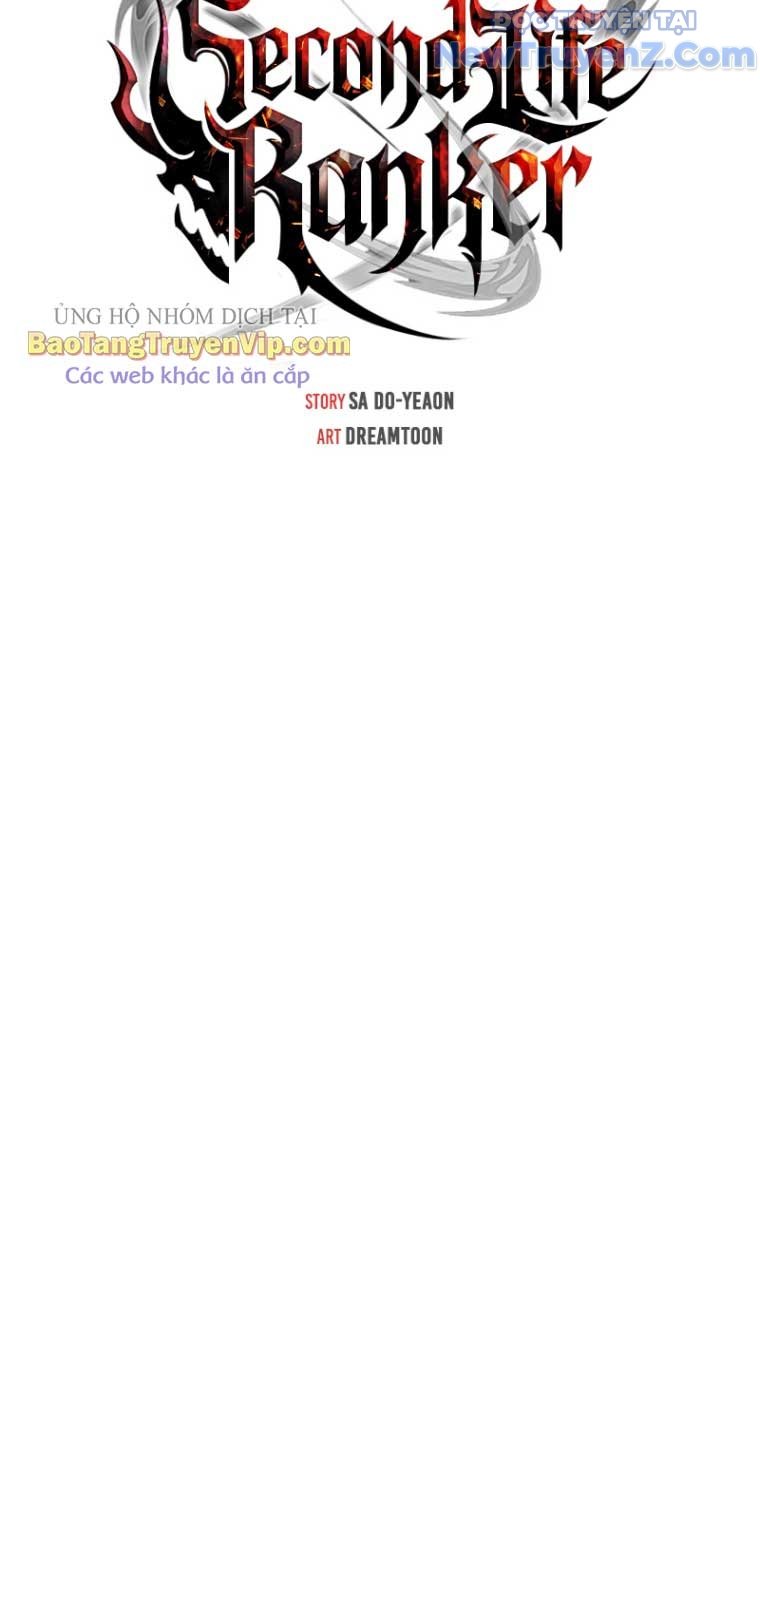 ĐỌC TRUYỆN TẠI
NewTruyenZ.com
Second Life
Ranker
ỦNG HỘ NHÓM DỊCH TẠI
BaoTangTruyenVip.com
Các web khác là ăn cắp
STORY SA DO-YEAON
ART DREAMTOON